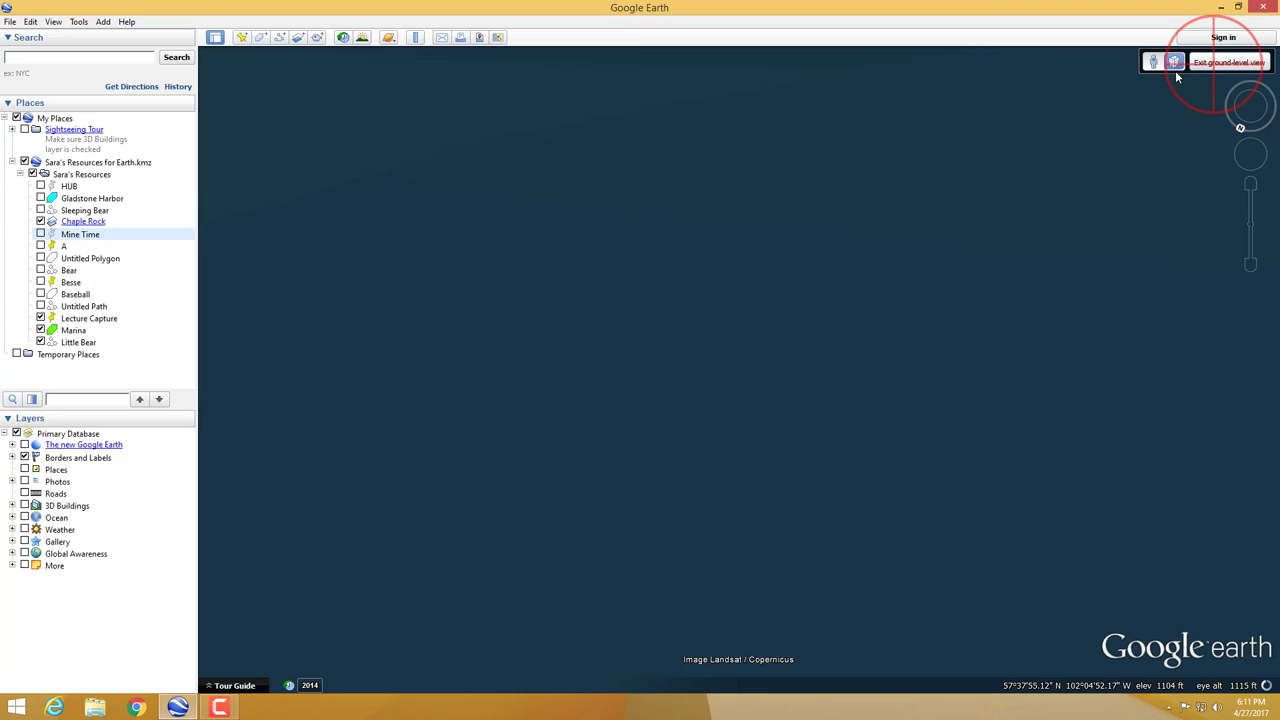 Google Earth
File Edit View Tools Add Help
Search
Search
ex: NYC
Get Directions History
Places
My Places
Sightseeing Tour
Make sure 3D Buildings
layer is checked
Sara's Resources for Earth.kmz
Sara's Resources
HUB
Gladstone Harbor
Sleeping Bear
Chaple Rock
Mine Time
A
Untitled Polygon
Bear
Besse
Baseball
Untitled Path
Lecture Capture
Marina
Little Bear
Temporary Places
Layers
Primary Database
The new Google Earth
Borders and Labels
Places
Photos
Roads
3D Buildings
Ocean
Weather
Gallery
Global Awareness
More
Sign in
Exit ground-level view
N
Google earth
Image Landsat / Copernicus
Tour Guide 2014
57°37'55.12" N 102°04'52.17" W elev 1104 ft eye alt 1115 ft
6:11 PM
4/27/2017